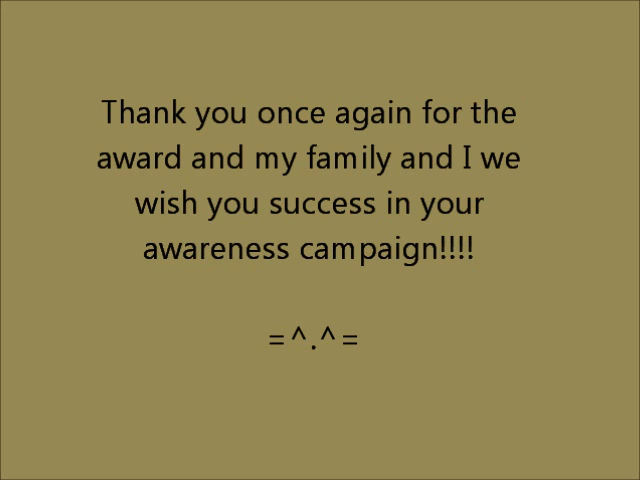 Thank you once again for the
award and my family and I we
wish you success in your
awareness campaign!!!!
=^.^=